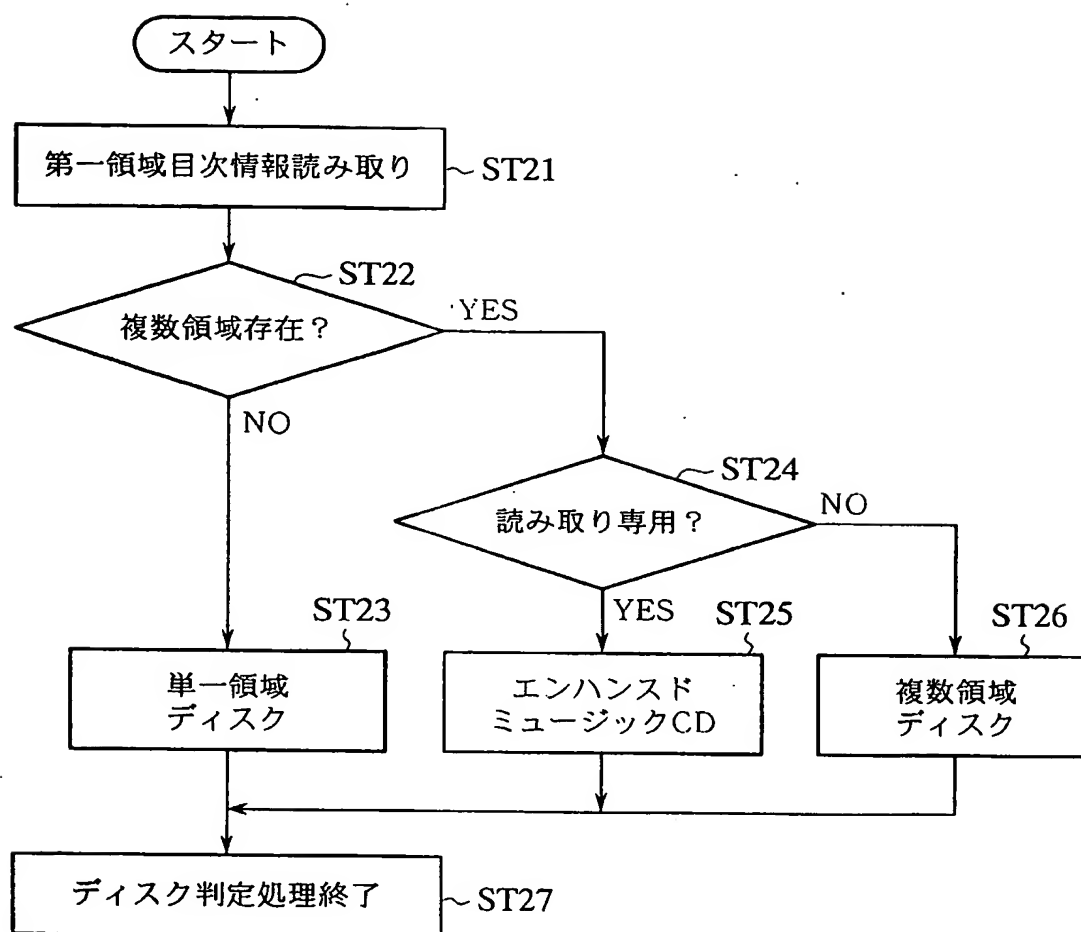 スタート
第一領域目次情報読み取り
ST21
ST22
複数領域存在?
YES
NO
ST24
読み取り専用?
NO
YES
ST23
単一領域
ディスク
ST25
エンハンスド
ミュージックCD
ST26
複数領域
ディスク
ディスク判定処理終了
ST27